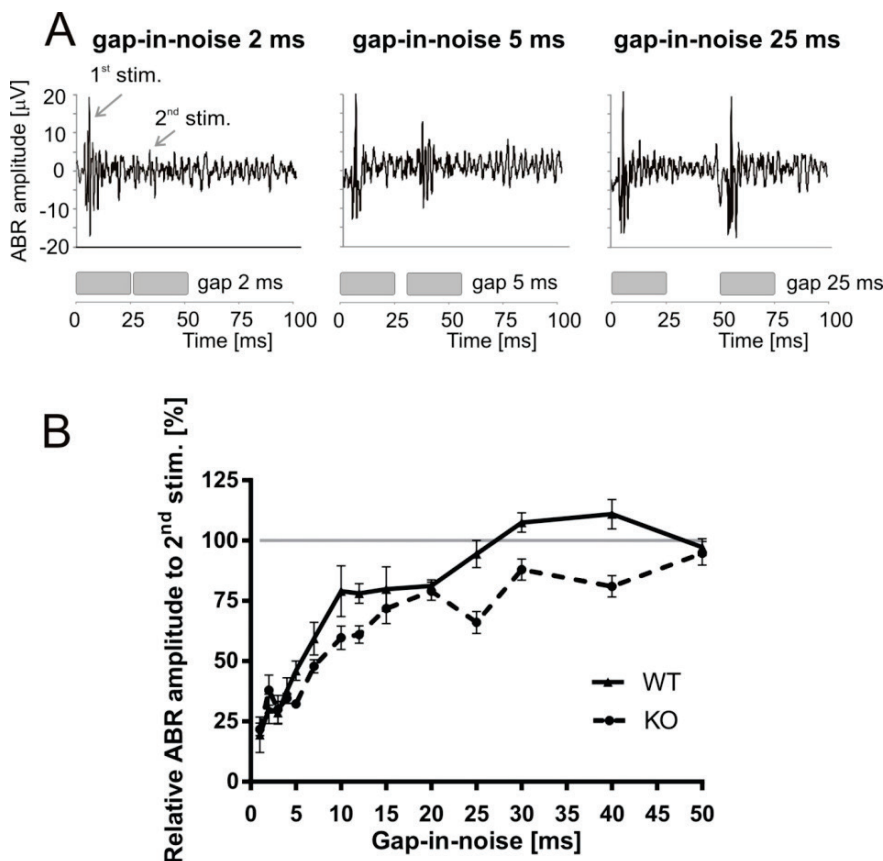 A
gap-in-noise 2 ms gap-in-noise 5 ms gap-in-noise 25 ms
ABR amplitude [µV]
20
10
0
-10
-20
1st stim.
2nd stim.
gap 2 ms gap 5 ms gap 25 ms
0 25 50 75 100 0 25 50 75 100 0 25 50 75 100
Time [ms] Time [ms] Time [ms]
B
Relative ABR amplitude to 2nd stim. [%]
125
100
75
50
25
0
WT
KO
0 5 10 15 20 25 30 35 40 45 50
Gap-in-noise [ms]